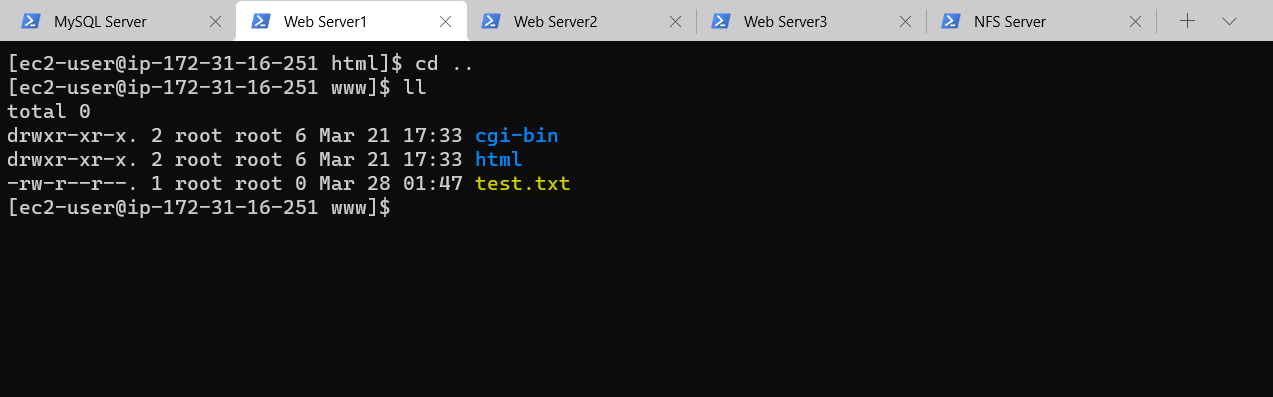 MySQL Server
Web Server1
Web Server2
Web Server3
NFS Server
[ec2-user@ip-172-31-16-251 html]$ cd ..
[ec2-user@ip-172-31-16-251 www]$ ll
total 0
drwxr-xr-x. 2 root root 6 Mar 21 17:33 cgi-bin
drwxr-xr-x. 2 root root 6 Mar 21 17:33 html
-rw-r--r--. 1 root root 0 Mar 28 01:47 test.txt
[ec2-user@ip-172-31-16-251 www]$